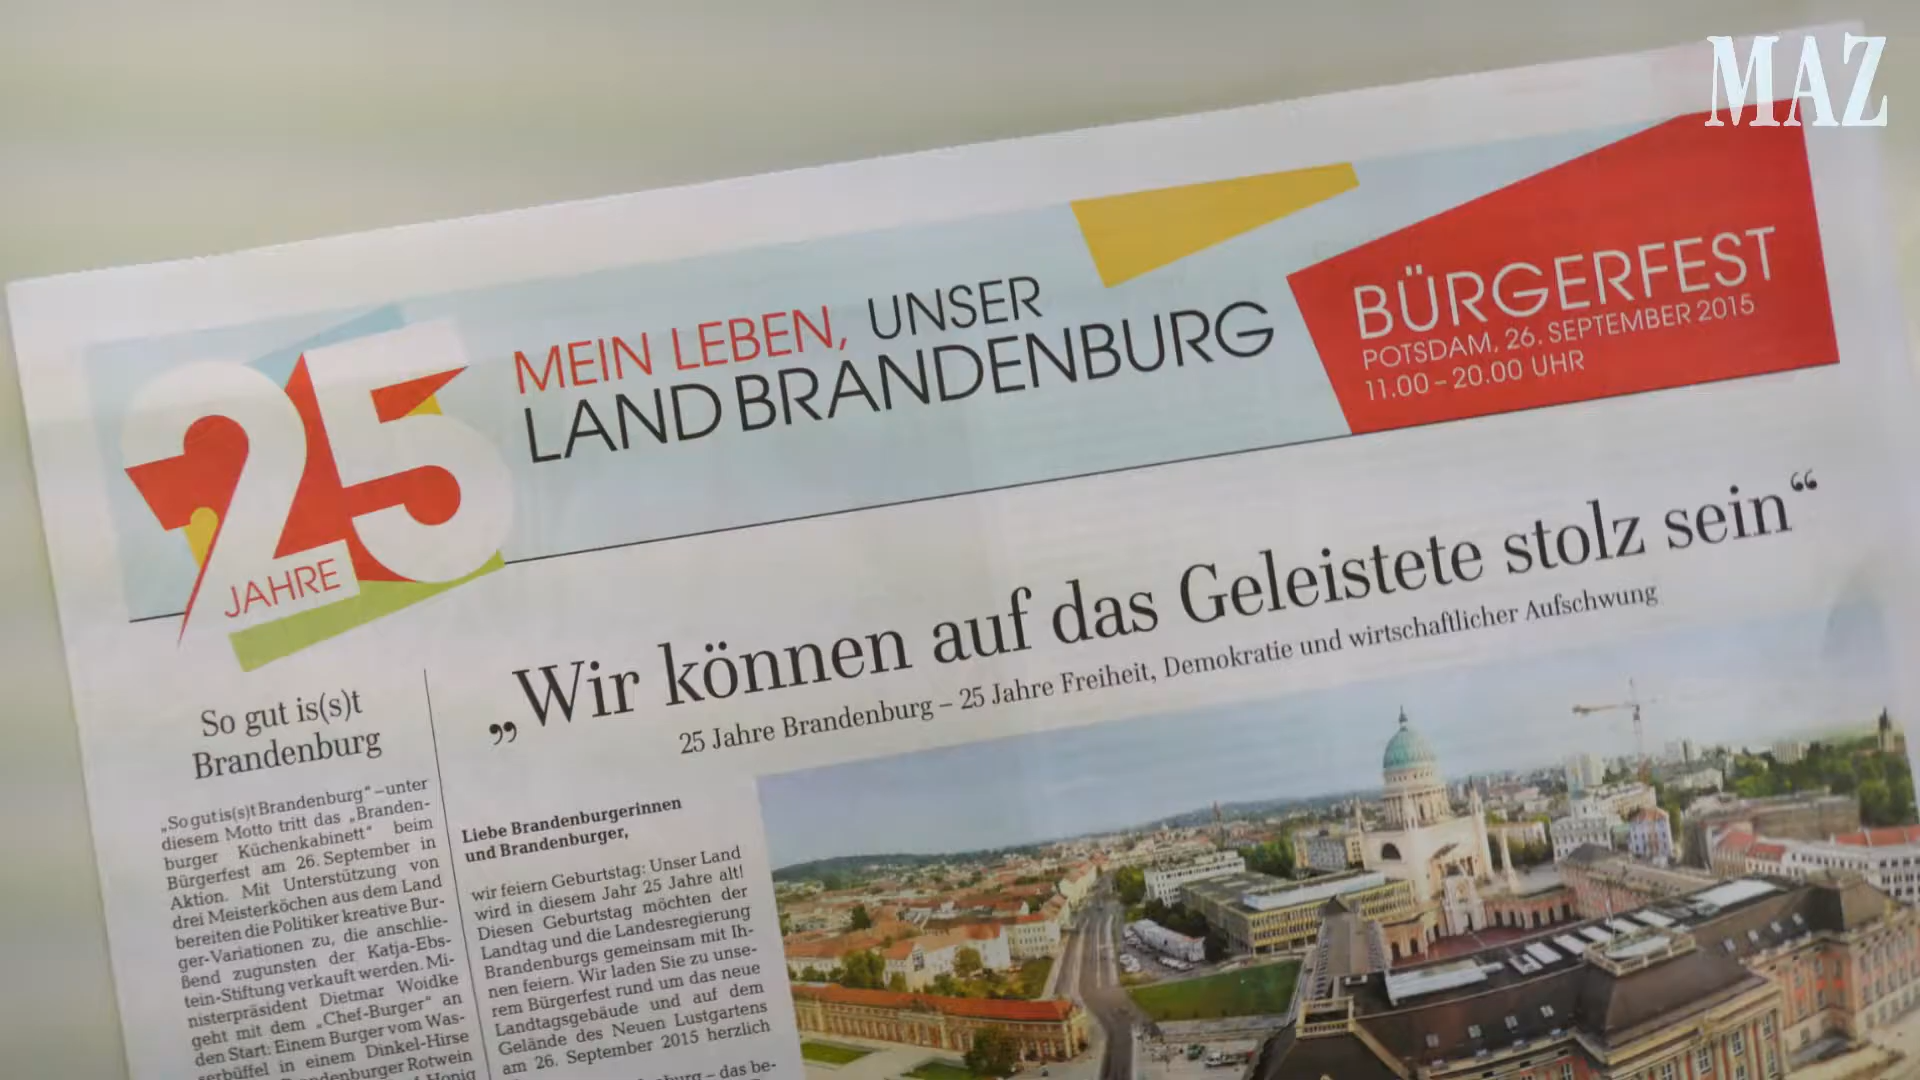 MAZ
25
JAHRE
MEIN LEBEN, UNSER
LAND BRANDENBURG
BÜRGERFEST
POTSDAM, 26. SEPTEMBER 2015
11.00 – 20.00 UHR
„Wir können auf das Geleistete stolz sein“
25 Jahre Brandenburg – 25 Jahre Freiheit, Demokratie und wirtschaftlicher Aufschwung
So gut is(s)t
Brandenburg
„So gut is(s)t Brandenburg“ – unter
diesem Motto tritt das „Branden-
burger Küchenkabinett“ beim
Bürgerfest am 26. September in
Aktion. Mit Unterstützung von
drei Meisterköchen aus dem Land
bereiten die Politiker kreative Bur-
ger-Variationen zu, die anschlie-
ßend zugunsten der Katja-Ebs-
tein-Stiftung verkauft werden. Mi-
nisterpräsident Dietmar Woidke
geht mit dem „Chef-Burger“ an
den Start: Einem Burger vom Was-
serbüffel in einem Dinkel-Hirse
Rotwein
Honig
Liebe Brandenburgerinnen
und Brandenburger,
wir feiern Geburtstag: Unser Land
wird in diesem Jahr 25 Jahre alt!
Diesen Geburtstag möchten der
Landtag und die Landesregierung
Brandenburgs gemeinsam mit Ih-
nen feiern. Wir laden Sie zu unse-
rem Bürgerfest rund um das neue
Landtagsgebäude und auf dem
Gelände des Neuen Lustgartens
am 26. September 2015 herzlich
– das be-